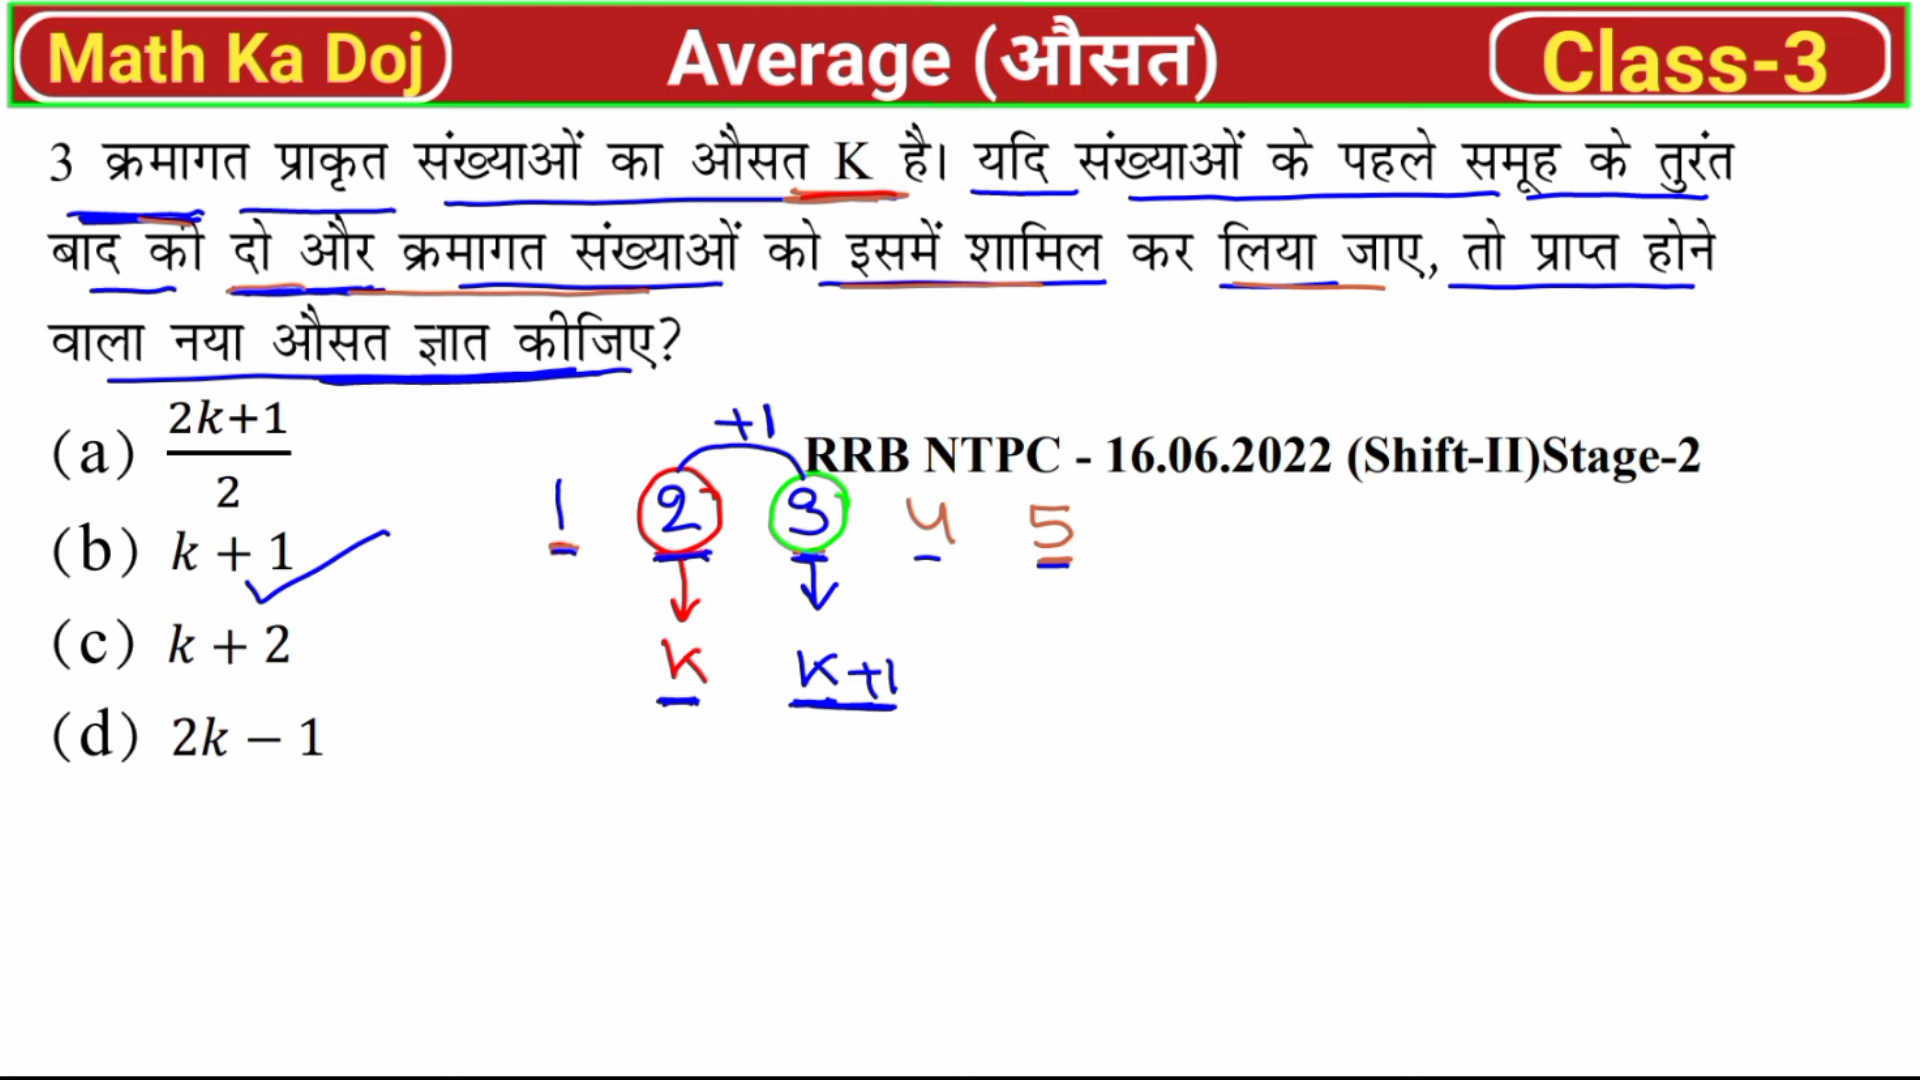 Math Ka Doj
Average (औसत)
Class-3
3 क्रमागत प्राकृत संख्याओं का औसत K है। यदि संख्याओं के पहले समूह के तुरंत
बाद की दो और क्रमागत संख्याओं को इसमें शामिल कर लिया जाए, तो प्राप्त होने
वाला नया औसत ज्ञात कीजिए?
(a) \frac{2k+1}{2}
RRB NTPC - 16.06.2022 (Shift-II)Stage-2
(b) k + 1
(c) k + 2
(d) 2k − 1
+1
1 2 3 4 5
K K+1